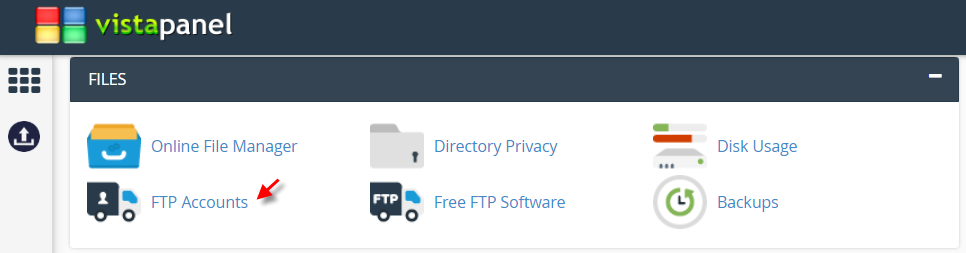 vistapanel
FILES
Online File Manager
Directory Privacy
Disk Usage
FTP Accounts
FTP
Free FTP Software
Backups